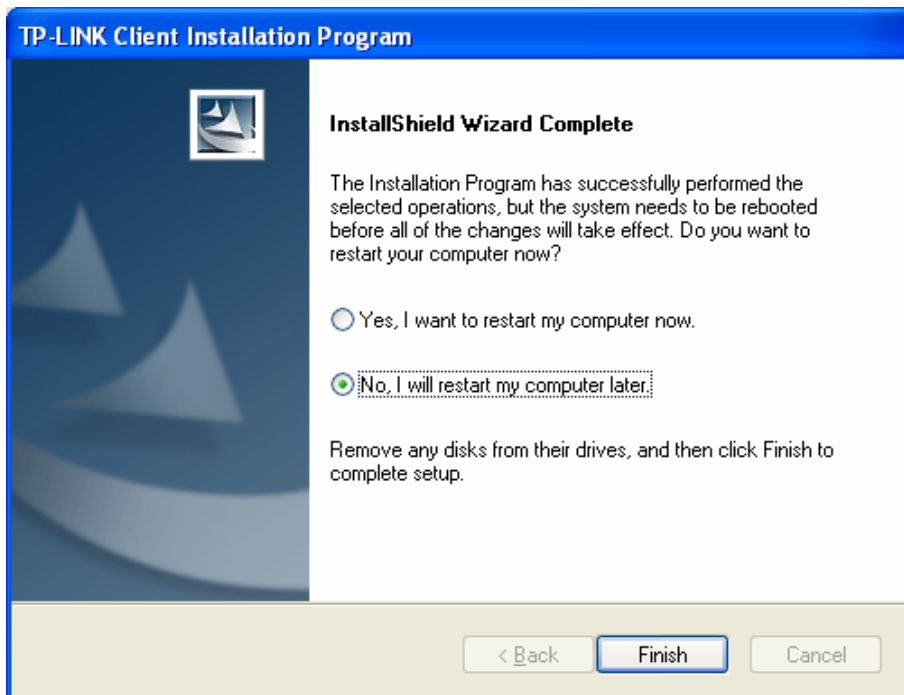 TP-LINK Client Installation Program
InstallShield Wizard Complete
The Installation Program has successfully performed the
selected operations, but the system needs to be rebooted
before all of the changes will take effect. Do you want to
restart your computer now?
Yes, I want to restart my computer now.
No, I will restart my computer later.
Remove any disks from their drives, and then click Finish to
complete setup.
< Back
Finish
Cancel